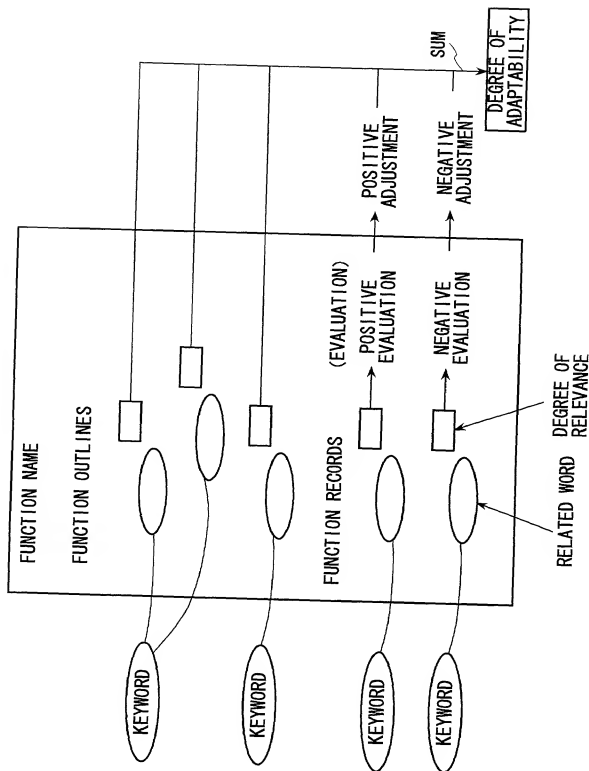 FUNCTION NAME
FUNCTION OUTLINES
KEYWORD
KEYWORD
FUNCTION RECORDS
(EVALUATION)
KEYWORD
POSITIVE
EVALUATION
POSITIVE
ADJUSTMENT
KEYWORD
NEGATIVE
EVALUATION
NEGATIVE
ADJUSTMENT
SUM
DEGREE OF
ADAPTABILITY
RELATED WORD
DEGREE OF
RELEVANCE